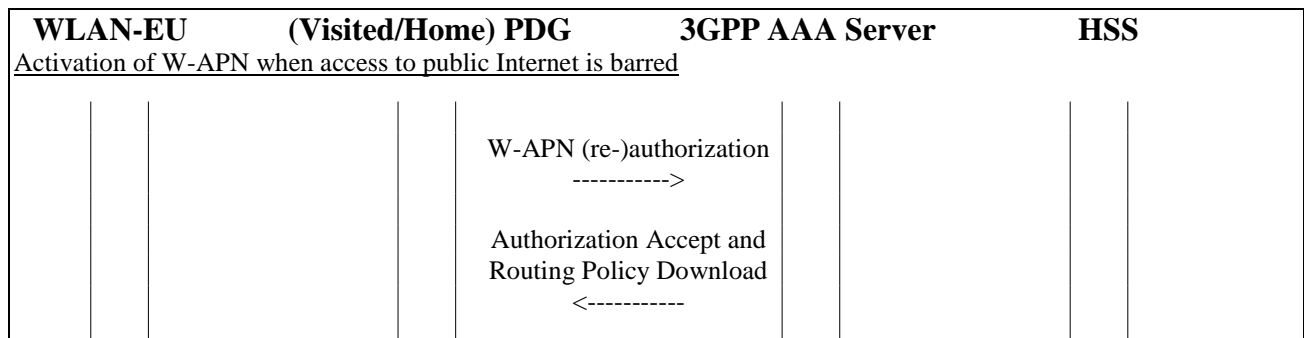 WLAN-EU (Visited/Home) PDG 3GPP AAA Server HSS
Activation of W-APN when access to public Internet is barred
W-APN (re-)authorization
----------->
Authorization Accept and
Routing Policy Download
<-----------